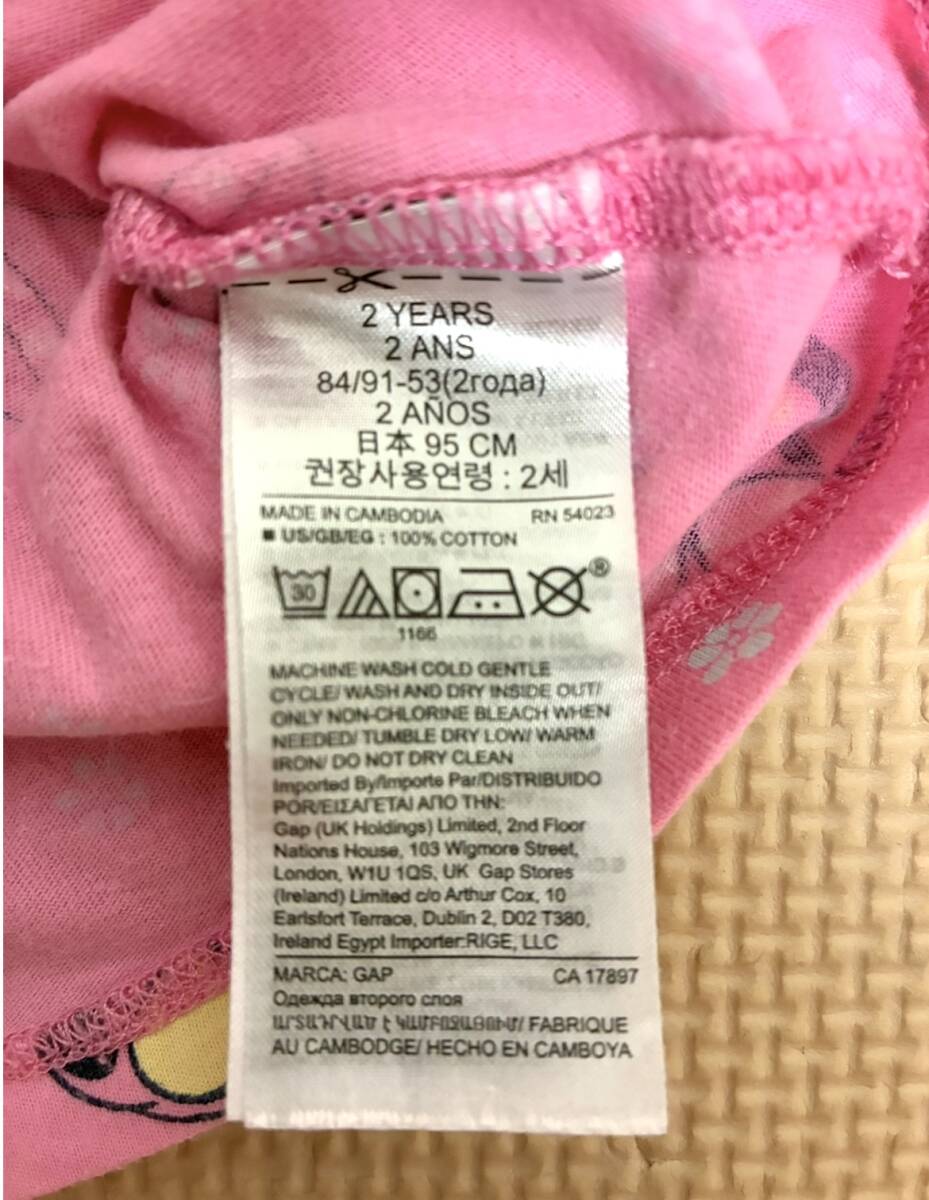 2 YEARS
2 ANS
84/91-53(2года)
2 AÑOS
日本 95 CM
권장사용연령 : 2세
MADE IN CAMBODIA RN 54023
■ US/GB/EG : 100% COTTON
30
®
1166
MACHINE WASH COLD GENTLE
CYCLE/ WASH AND DRY INSIDE OUT/
ONLY NON-CHLORINE BLEACH WHEN
NEEDED/ TUMBLE DRY LOW/ WARM
IRON/ DO NOT DRY CLEAN
Imported By/Importe Par/DISTRIBUIDO
POR/ΕΙΣΑΓΕΤΑΙ ΑΠΟ ΤΗΝ:
Gap (UK Holdings) Limited, 2nd Floor
Nations House, 103 Wigmore Street,
London, W1U 1QS, UK Gap Stores
(Ireland) Limited c/o Arthur Cox, 10
Earlsfort Terrace, Dublin 2, D02 T380,
Ireland Egypt Importer:RIGE, LLC
MARCA: GAP CA 17897
Одежда второго слоя
ԱՐՏԱԴՐՎԱԾ Է ԿԱՄԲՈՋԱՅՈՒՄ/ FABRIQUE
AU CAMBODGE/ HECHO EN CAMBOYA